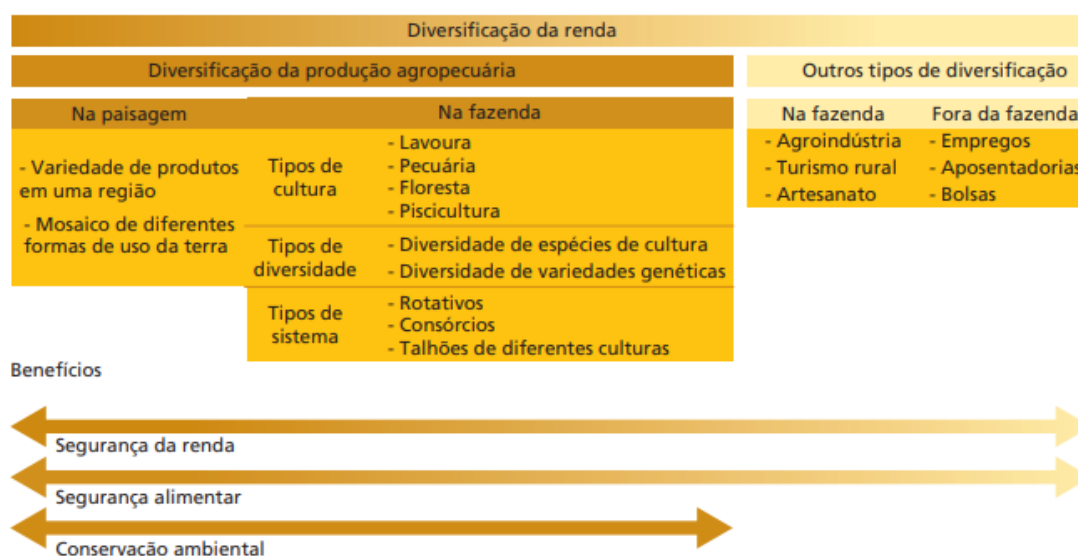 Diversificação da renda
Diversificação da produção agropecuária
Outros tipos de diversificação
Na paisagem
Na fazenda
Na fazenda
Fora da fazenda
- Variedade de produtos
em uma região
- Mosaico de diferentes
formas de uso da terra
Tipos de
cultura
- Lavoura
- Pecuária
- Floresta
- Piscicultura
Tipos de
diversidade
- Diversidade de espécies de cultura
- Diversidade de variedades genéticas
Tipos de
sistema
- Rotativos
- Consórcios
- Talhões de diferentes culturas
- Agroindústria
- Turismo rural
- Artesanato
- Empregos
- Aposentadorias
- Bolsas
Benefícios
Segurança da renda
Segurança alimentar
Conservação ambiental